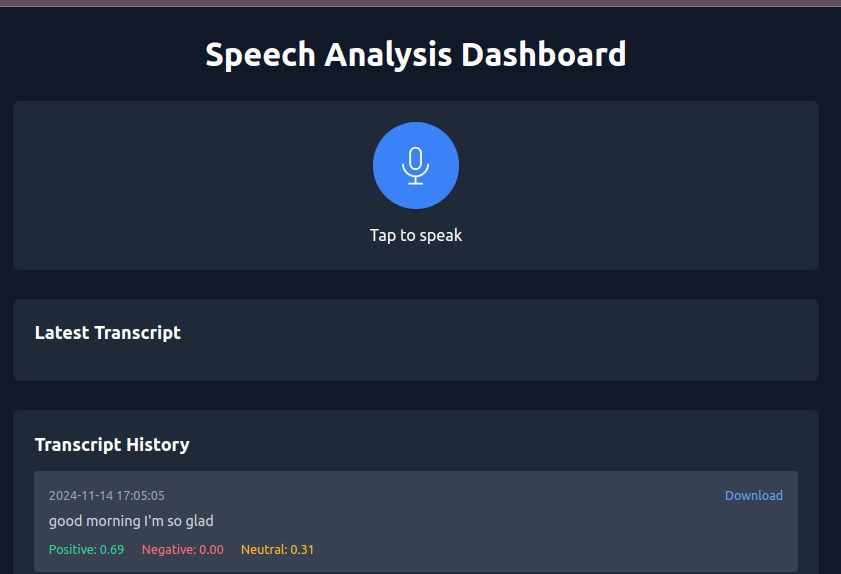 Speech Analysis Dashboard
Tap to speak
Latest Transcript
Transcript History
2024-11-14 17:05:05 Download
good morning I'm so glad
Positive: 0.69 Negative: 0.00 Neutral: 0.31